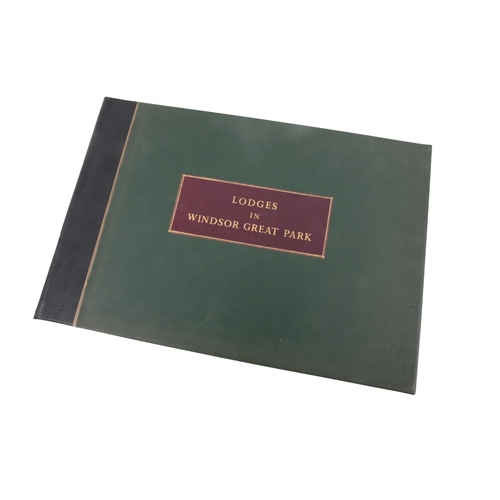 LODGES
IN
WINDSOR GREAT PARK